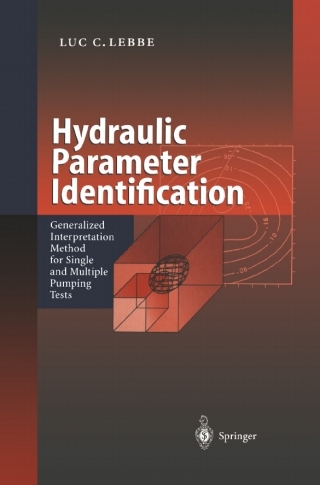 LUC C. LEBBE
Hydraulic
Parameter
Identification
Generalized
Interpretation
Method
for Single
and Multiple
Pumping
Tests
Springer